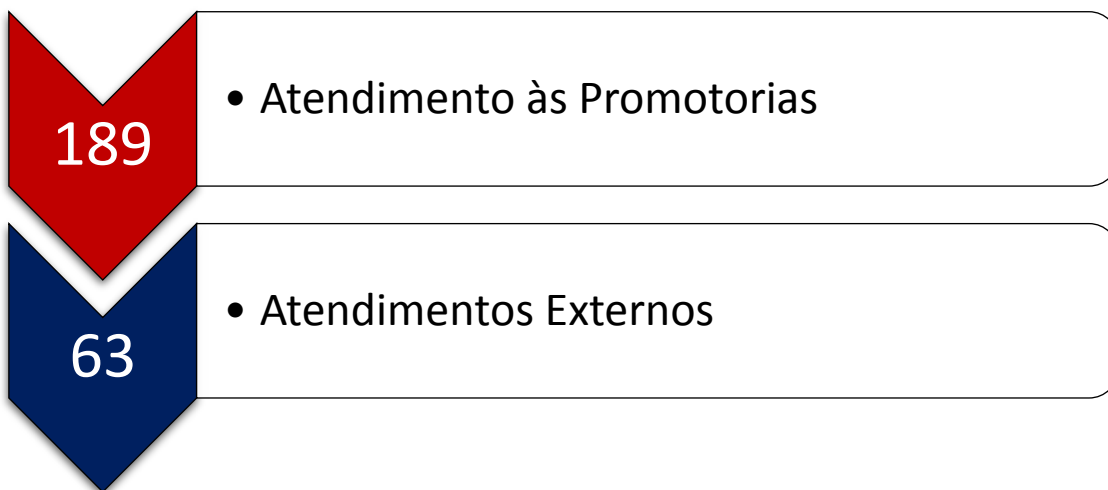 189
• Atendimento às Promotorias
63
• Atendimentos Externos